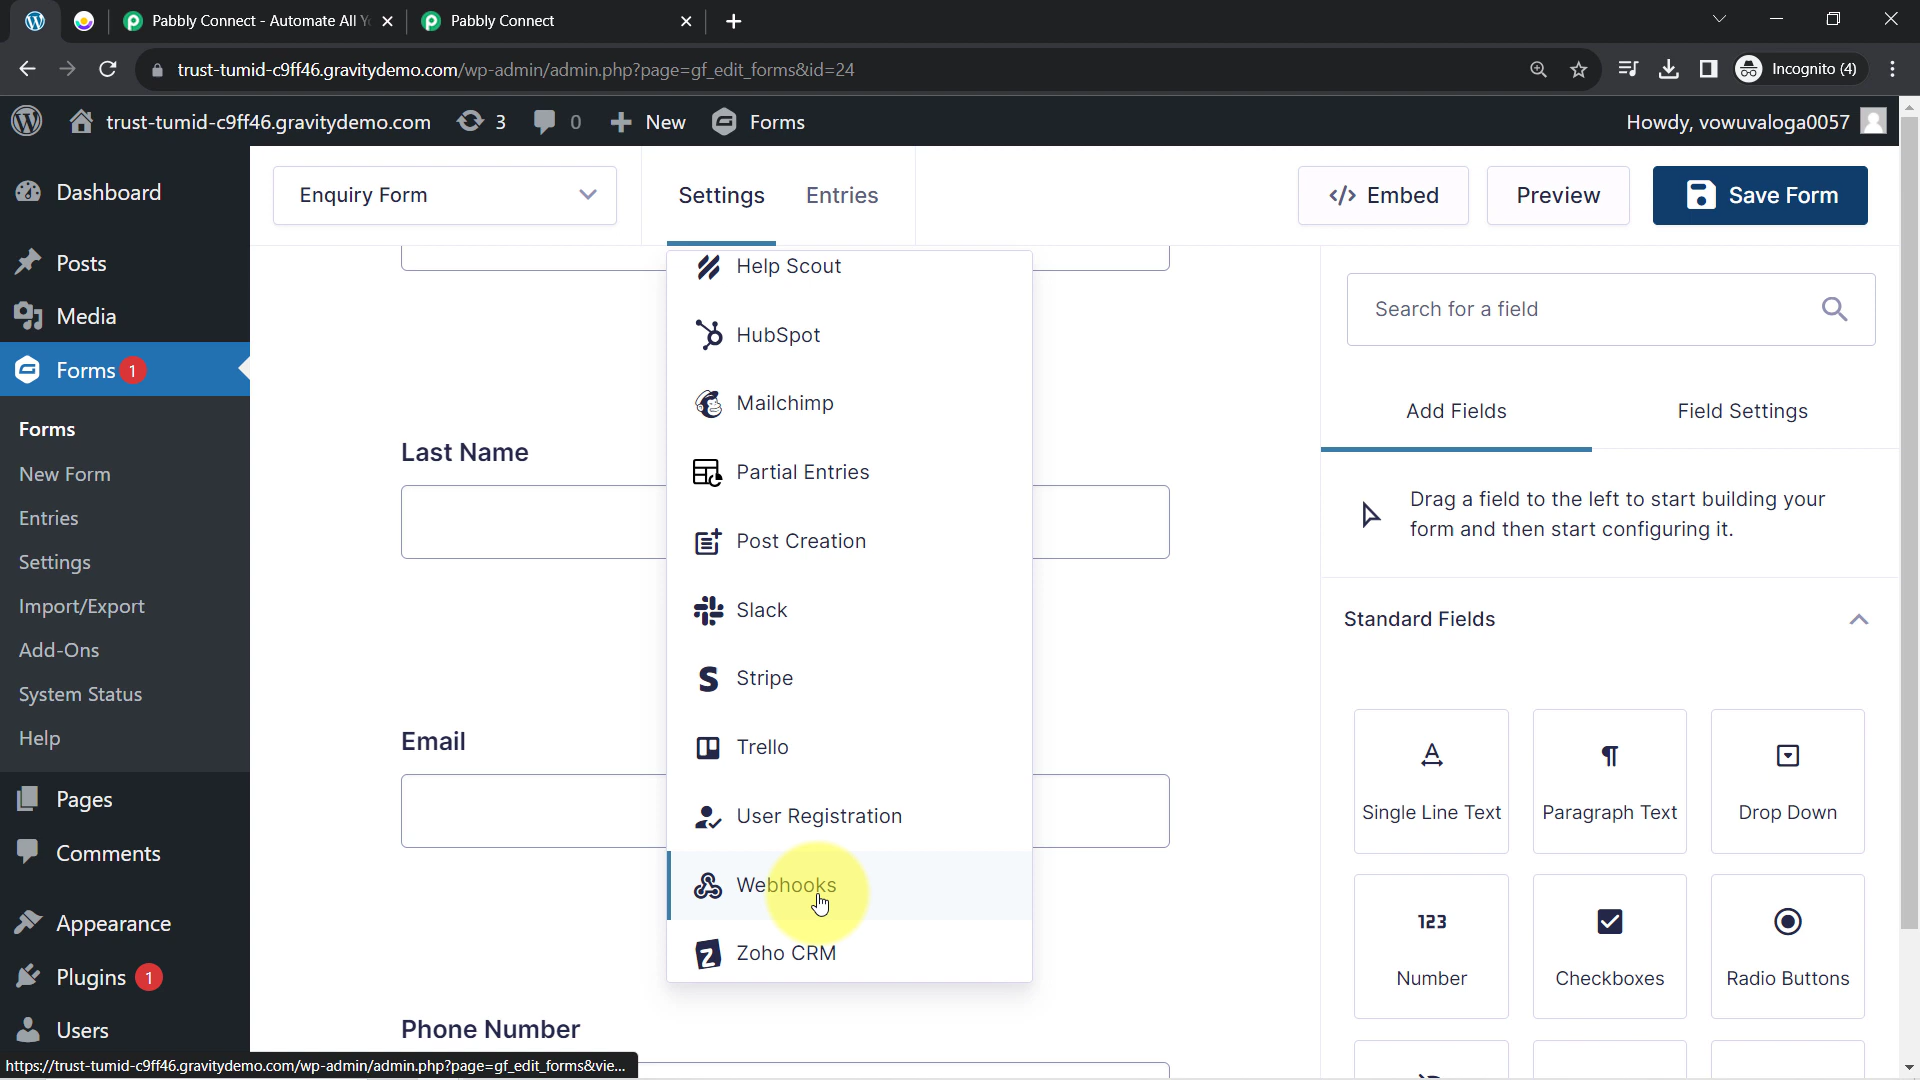 Pabbly Connect - Automate All Y
Pabbly Connect
trust-tumid-c9ff46.gravitydemo.com/wp-admin/admin.php?page=gf_edit_forms&id=24
Incognito (4)
trust-tumid-c9ff46.gravitydemo.com
3
0
New
Forms
Howdy, vowuvaloga0057
Dashboard
Posts
Media
Forms 1
Forms
New Form
Entries
Settings
Import/Export
Add-Ons
System Status
Help
Pages
Comments
Appearance
Plugins 1
Users
Enquiry Form
Settings
Entries
</> Embed
Preview
Save Form
Last Name
Email
Phone Number
Help Scout
HubSpot
Mailchimp
Partial Entries
Post Creation
Slack
Stripe
Trello
User Registration
Webhooks
Zoho CRM
Search for a field
Add Fields
Field Settings
Drag a field to the left to start building your
form and then start configuring it.
Standard Fields
Single Line Text
Paragraph Text
Drop Down
123
Number
Checkboxes
Radio Buttons
https://trust-tumid-c9ff46.gravitydemo.com/wp-admin/admin.php?page=gf_edit_forms&vie...